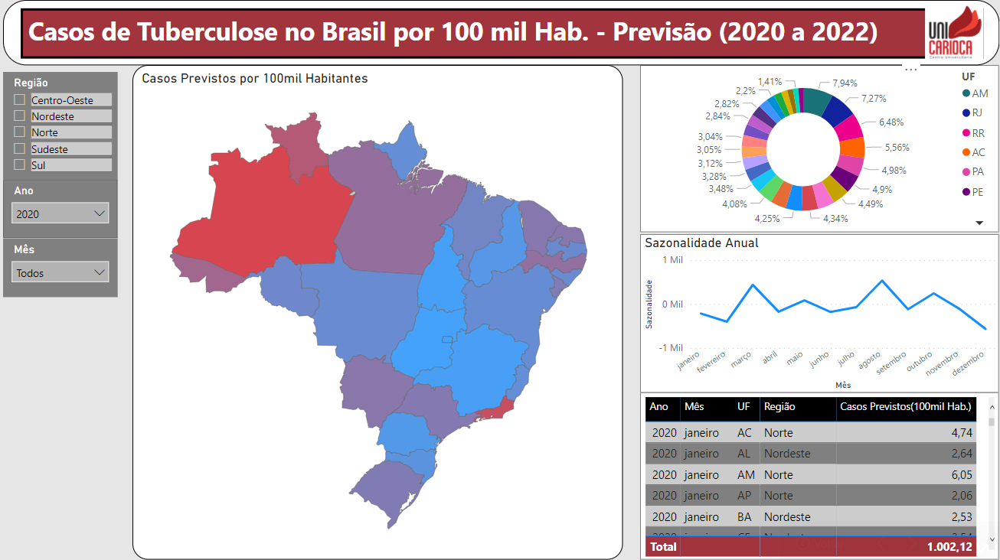 Casos de Tuberculose no Brasil por 100 mil Hab. - Previsão (2020 a 2022)
UNI
CARIOCA
Centro Universitário
Região
Centro-Oeste
Nordeste
Norte
Sudeste
Sul
Ano
2020
Mês
Todos
Casos Previstos por 100mil Habitantes
1,41%
2,2%
2,82%
2,84%
3,04%
3,05%
3,12%
3,28%
3,48%
4,08%
4,25%
7,94%
7,27%
6,48%
5,56%
4,98%
4,9%
4,49%
4,34%
UF
AM
RJ
RR
AC
PA
PE
Sazonalidade Anual
Sazonalidade
1 Mil
0 Mil
-1 Mil
janeiro fevereiro março abril maio junho julho agosto setembro outubro novembro dezembro
Mês
Ano Mês UF Região Casos Previstos(100mil Hab.)
2020 janeiro AC Norte 4,74
2020 janeiro AL Nordeste 2,64
2020 janeiro AM Norte 6,05
2020 janeiro AP Norte 2,06
2020 janeiro BA Nordeste 2,53
Total 1.002,12